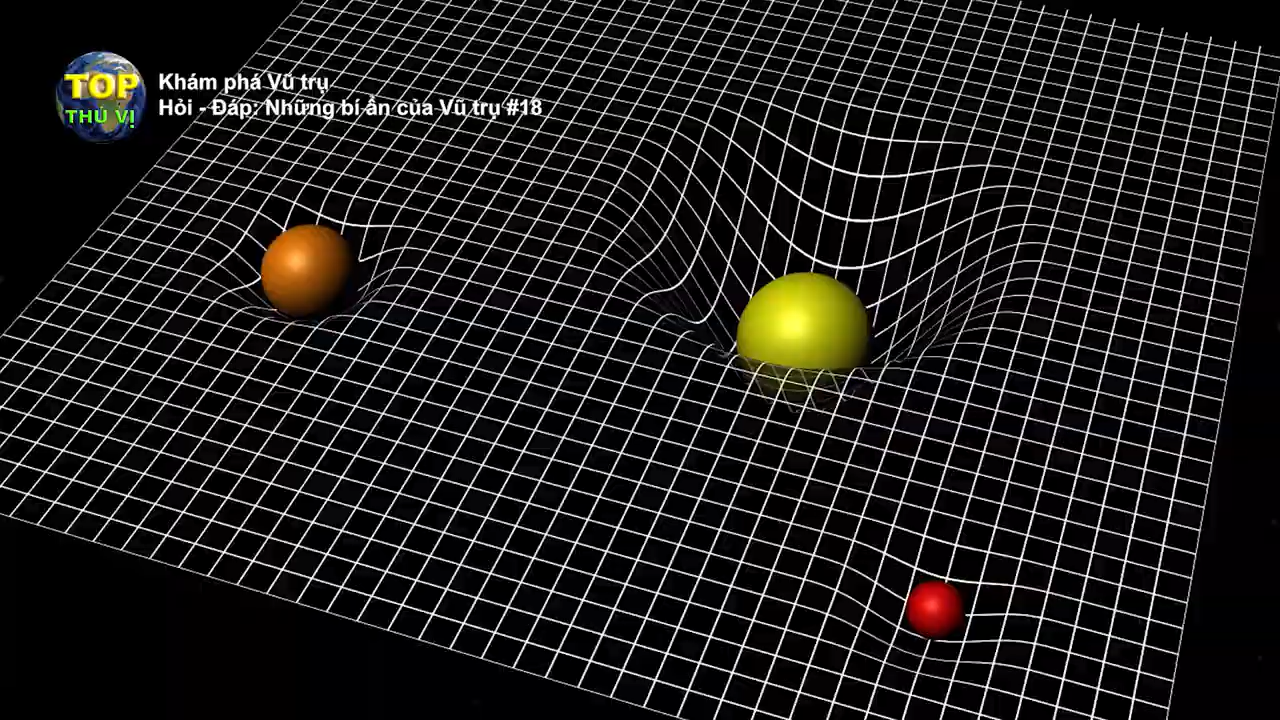 TOP
THÚ VỊ
Khám phá Vũ trụ
Hỏi - Đáp: Những bí ẩn của Vũ trụ #18